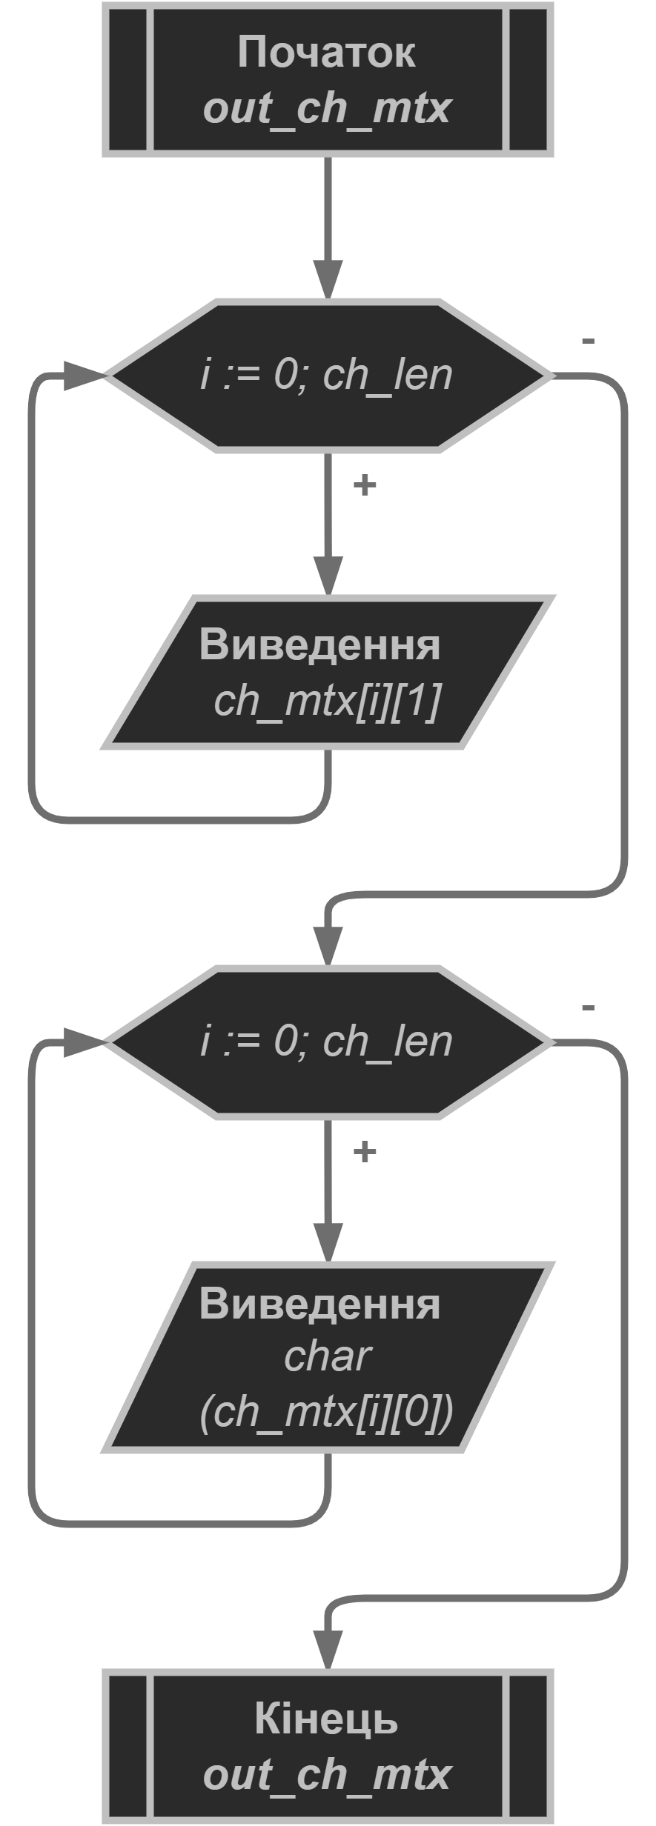 Початок
out_ch_mtx
i := 0; ch_len
-
+
Виведення
ch_mtx[i][1]
i := 0; ch_len
-
+
Виведення
char
(ch_mtx[i][0])
Кінець
out_ch_mtx